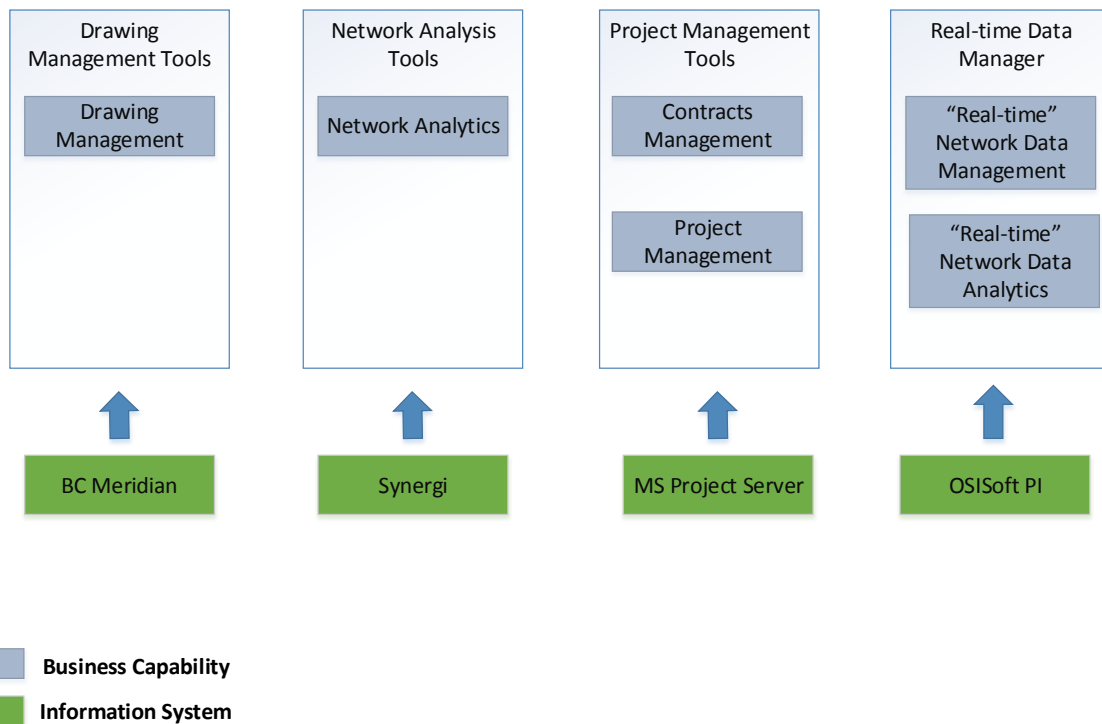 Drawing
Management Tools
Drawing
Management
BC Meridian
Network Analysis
Tools
Network Analytics
Synergi
Project Management
Tools
Contracts
Management
Project
Management
MS Project Server
Real-time Data
Manager
“Real-time”
Network Data
Management
“Real-time”
Network Data
Analytics
OSISoft PI
Business Capability
Information System